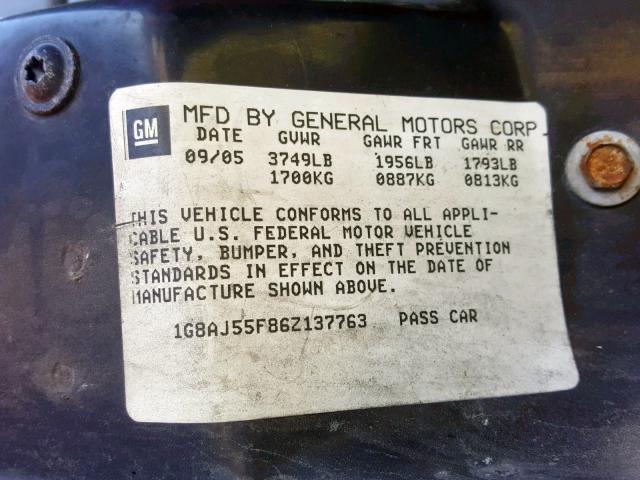 GM MFD BY GENERAL MOTORS CORP
DATE GVWR GAWR FRT GAWR RR
09/05 3749LB 1956LB 1793LB
1700KG 0887KG 0813KG
THIS VEHICLE CONFORMS TO ALL APPLI-
CABLE U.S. FEDERAL MOTOR VEHICLE
SAFETY, BUMPER, AND THEFT PREVENTION
STANDARDS IN EFFECT ON THE DATE OF
MANUFACTURE SHOWN ABOVE.
1G8AJ55F86Z137763 PASS CAR